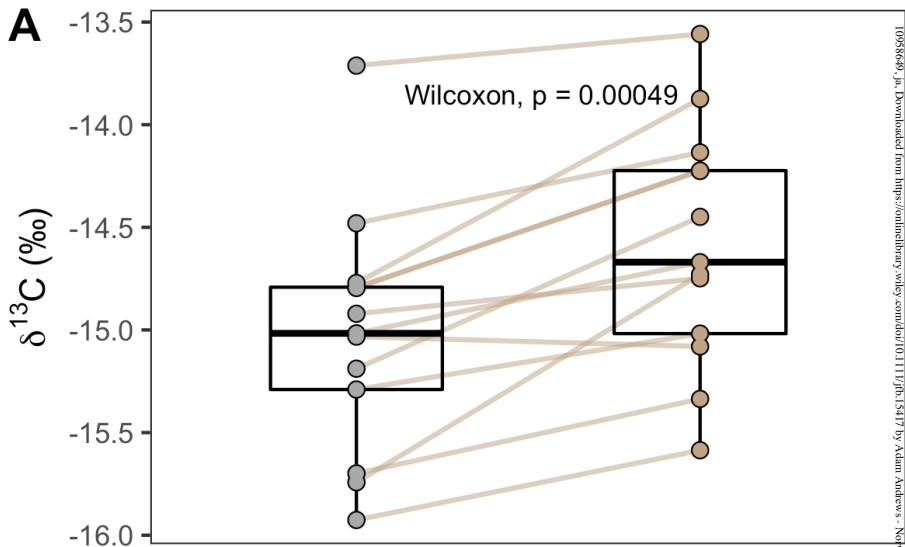 A
-13.5
Wilcoxon, p = 0.00049
-14.0
-14.5
δ13C (‰)
-15.0
-15.5
-16.0
10958649, ja, Downloaded from https://onlinelibrary.wiley.com/doi/10.1111/jfb.15417 by Adam Andrews - Nor